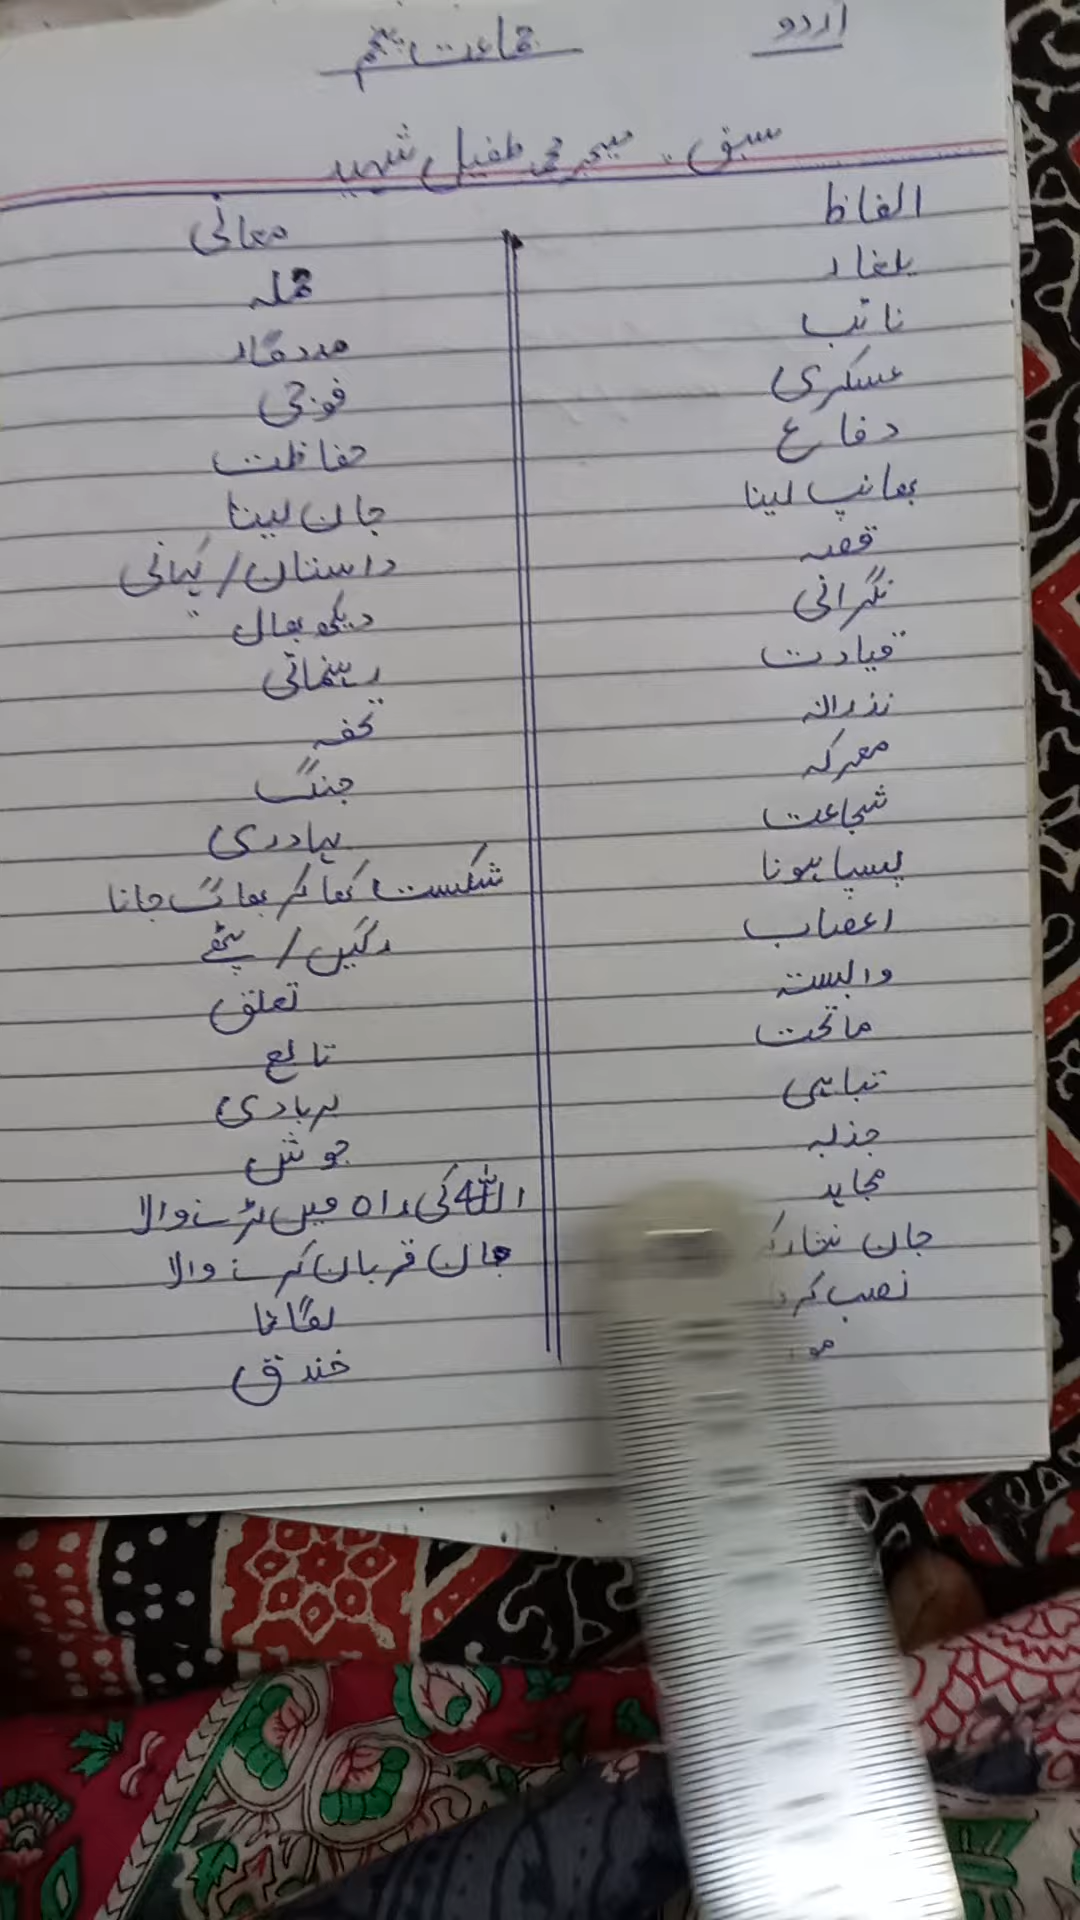 اردو جماعت پنجم
سبق۔ میجر محمد طفیل شہید
الفاظ معانی
یلغار حملہ
نائب مددگار
عسکری فوجی
دفاع حفاظت
بھانپ لینا جان لینا
قصہ داستان / کہانی
نگرانی دیکھ بھال
قیادت رہنمائی
نذرانہ تحفہ
معرکہ جنگ
شجاعت بہادری
پسپا ہونا شکست کھا کر بھاگ جانا
اعصاب رگیں / پٹھے
وابستہ تعلق
ماتحت تابع
تباہی بربادی
جذبہ جوش
مجاہد اللہ کی راہ میں لڑنے والا
جان نثار جان قربان کرنے والا
نصب لگانا
خندق